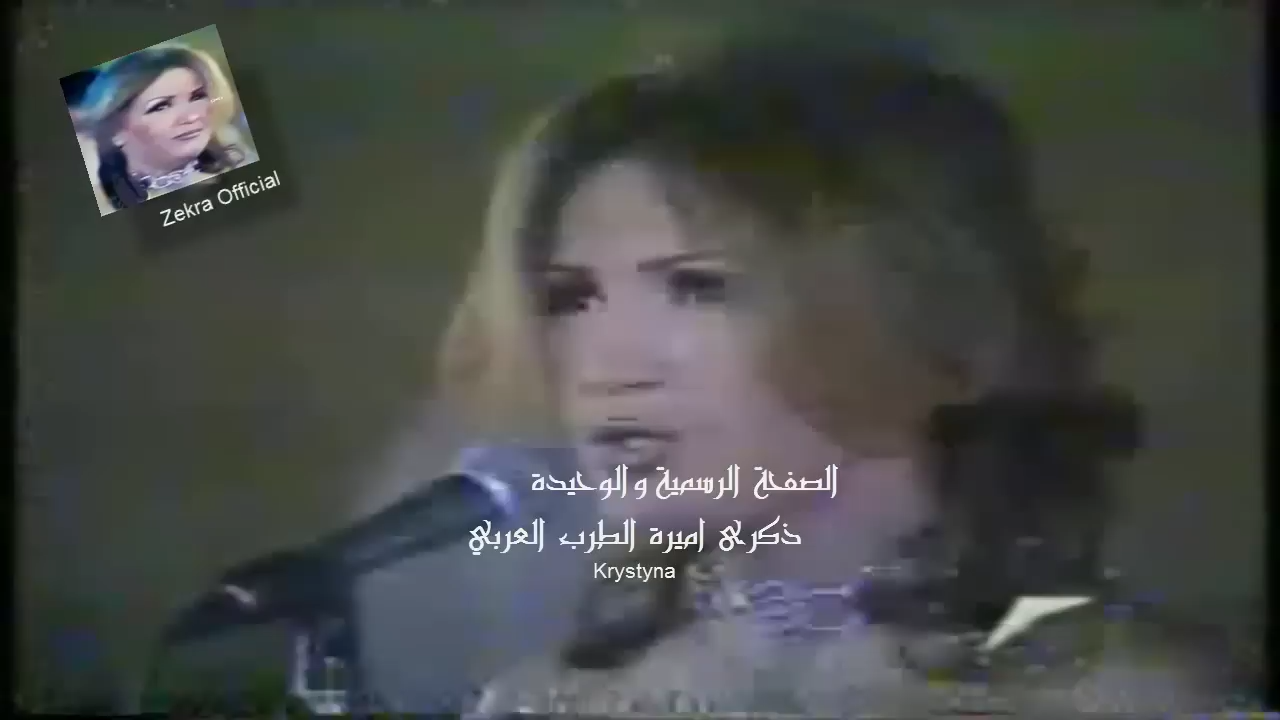 Zekra Official
الصفحة الرسمية والوحيدة
ذكرى اميرة الطرب العربي
Krystyna